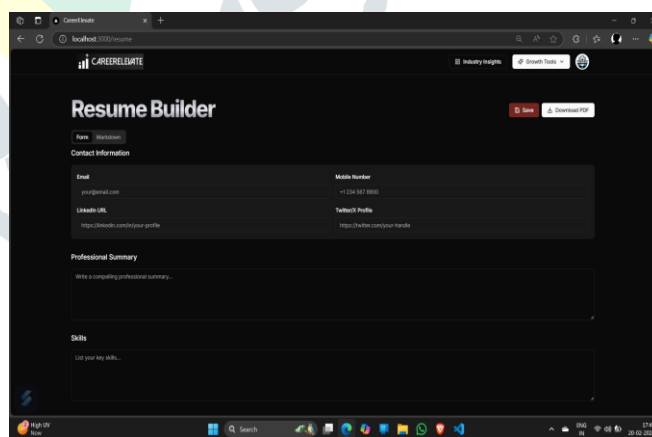 CareerElevate
localhost:3000/resume
CAREERELEVATE
Industry Insights
Growth Tools
Resume Builder
Save
Download PDF
Form Markdown
Contact Information
Email Mobile Number
your@email.com +1 234 567 8900
LinkedIn URL Twitter/X Profile
https://linkedin.com/in/your-profile https://twitter.com/your-handle
Professional Summary
Write a compelling professional summary...
Skills
List your key skills...
High UV
Now
Search
ENG
IN